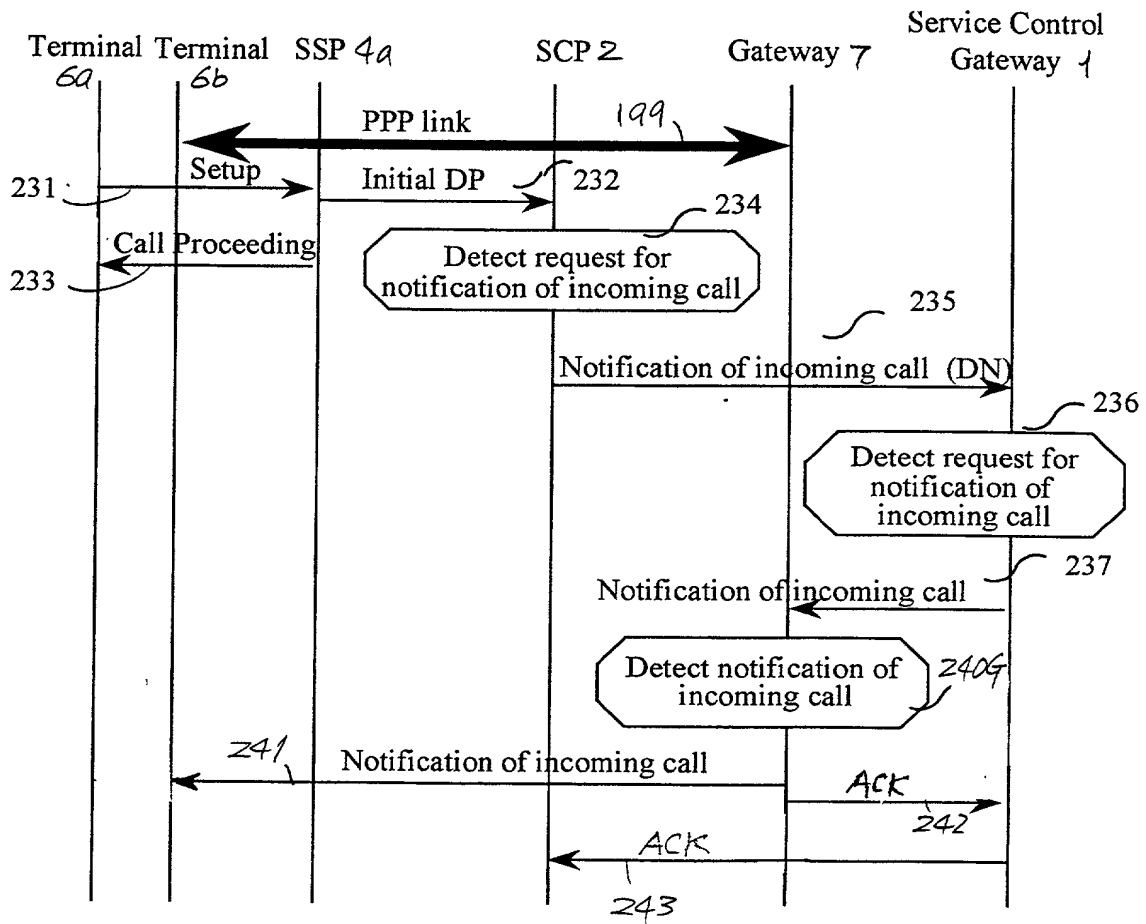 Terminal 6a
Terminal 6b
SSP 4a
SCP 2
Gateway 7
Service Control
Gateway 1
PPP link
199
231
Setup
Initial DP
232
234
Call Proceeding
233
Detect request for
notification of incoming call
235
Notification of incoming call (DN)
236
Detect request for
notification of
incoming call
237
Notification of incoming call
Detect notification of
incoming call
240G
241
Notification of incoming call
ACK
242
ACK
243